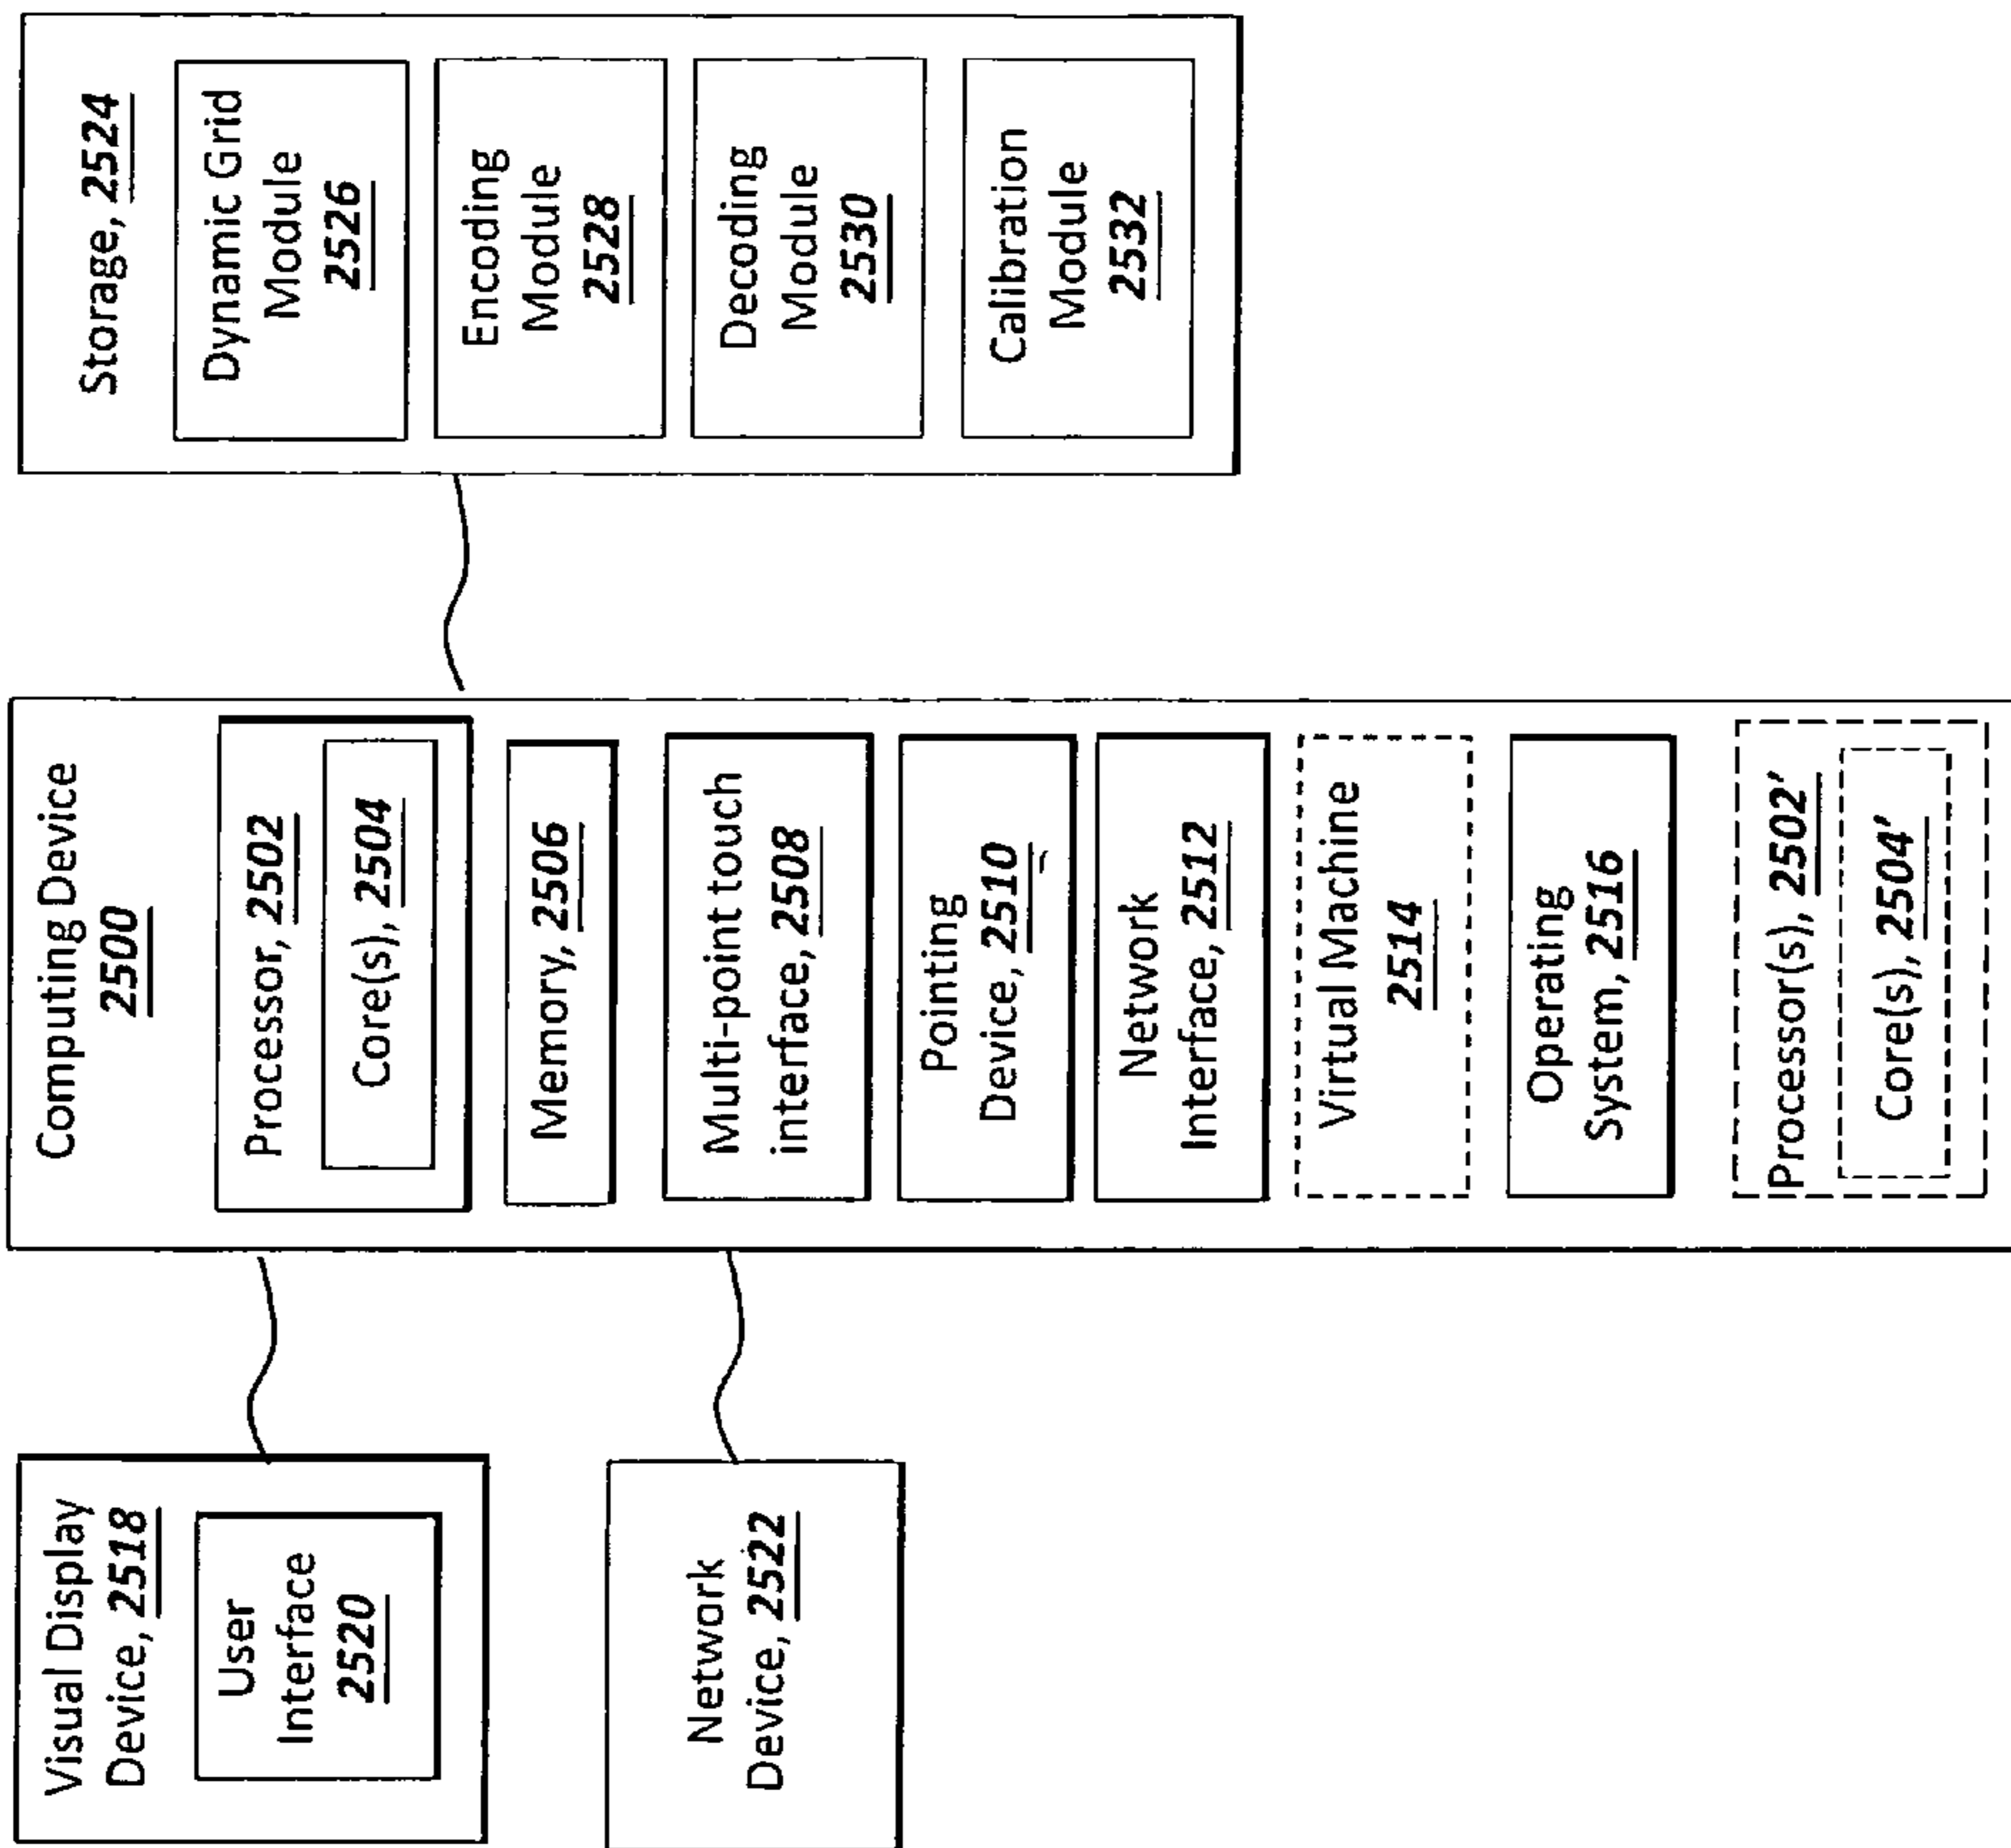 Visual Display
Device, 2518
User
Interface
2520
Network
Device, 2522
Computing Device
2500
Processor, 2502
Core(s), 2504
Memory, 2506
Multi-point touch
interface, 2508
Pointing
Device, 2510
Network
Interface, 2512
Virtual Machine
2514
Operating
System, 2516
Processor(s), 2502'
Core(s), 2504'
Storage, 2524
Dynamic Grid
Module
2526
Encoding
Module
2528
Decoding
Module
2530
Calibration
Module
2532